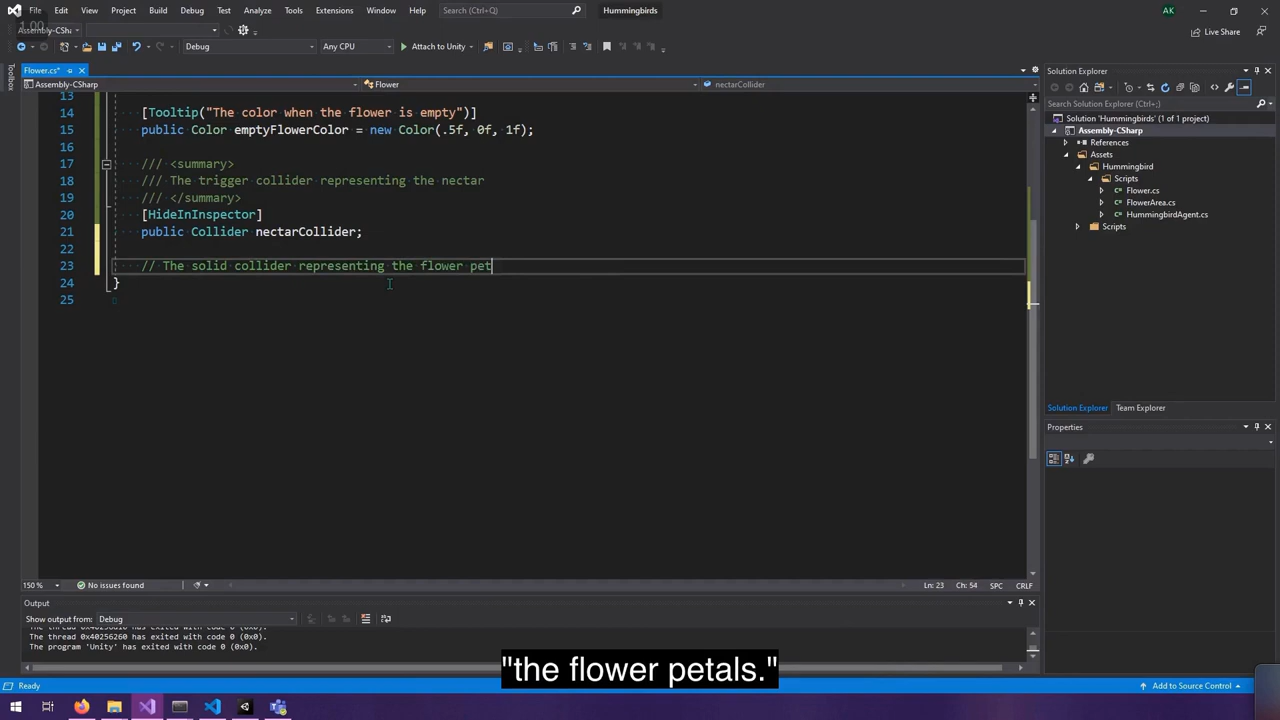 File Edit View Project Build Debug Test Analyze Tools Extensions Window Help Search (Ctrl+Q) Hummingbirds AK
1.00
Assembly-CSha
Live Share
Debug Any CPU Attach to Unity
Toolbox
Flower.cs*
Assembly-CSharp Flower nectarCollider
13
14 [Tooltip("The color when the flower is empty")]
15 public Color emptyFlowerColor = new Color(.5f, 0f, 1f);
16
17 /// <summary>
18 /// The trigger collider representing the nectar
19 /// </summary>
20 [HideInInspector]
21 public Collider nectarCollider;
22
23 // The solid collider representing the flower pet
24 }
25
150 % No issues found Ln: 23 Ch: 54 SPC CRLF
Solution Explorer
Search Solution Explorer (Ctrl+;)
Solution 'Hummingbirds' (1 of 1 project)
Assembly-CSharp
References
Assets
Hummingbird
Scripts
Flower.cs
FlowerArea.cs
HummingbirdAgent.cs
Scripts
Solution Explorer Team Explorer
Properties
Output
Show output from: Debug
The thread 0x40256260 has exited with code 0 (0x0).
The program 'Unity' has exited with code 0 (0x0).
"the flower petals."
Ready Add to Source Control